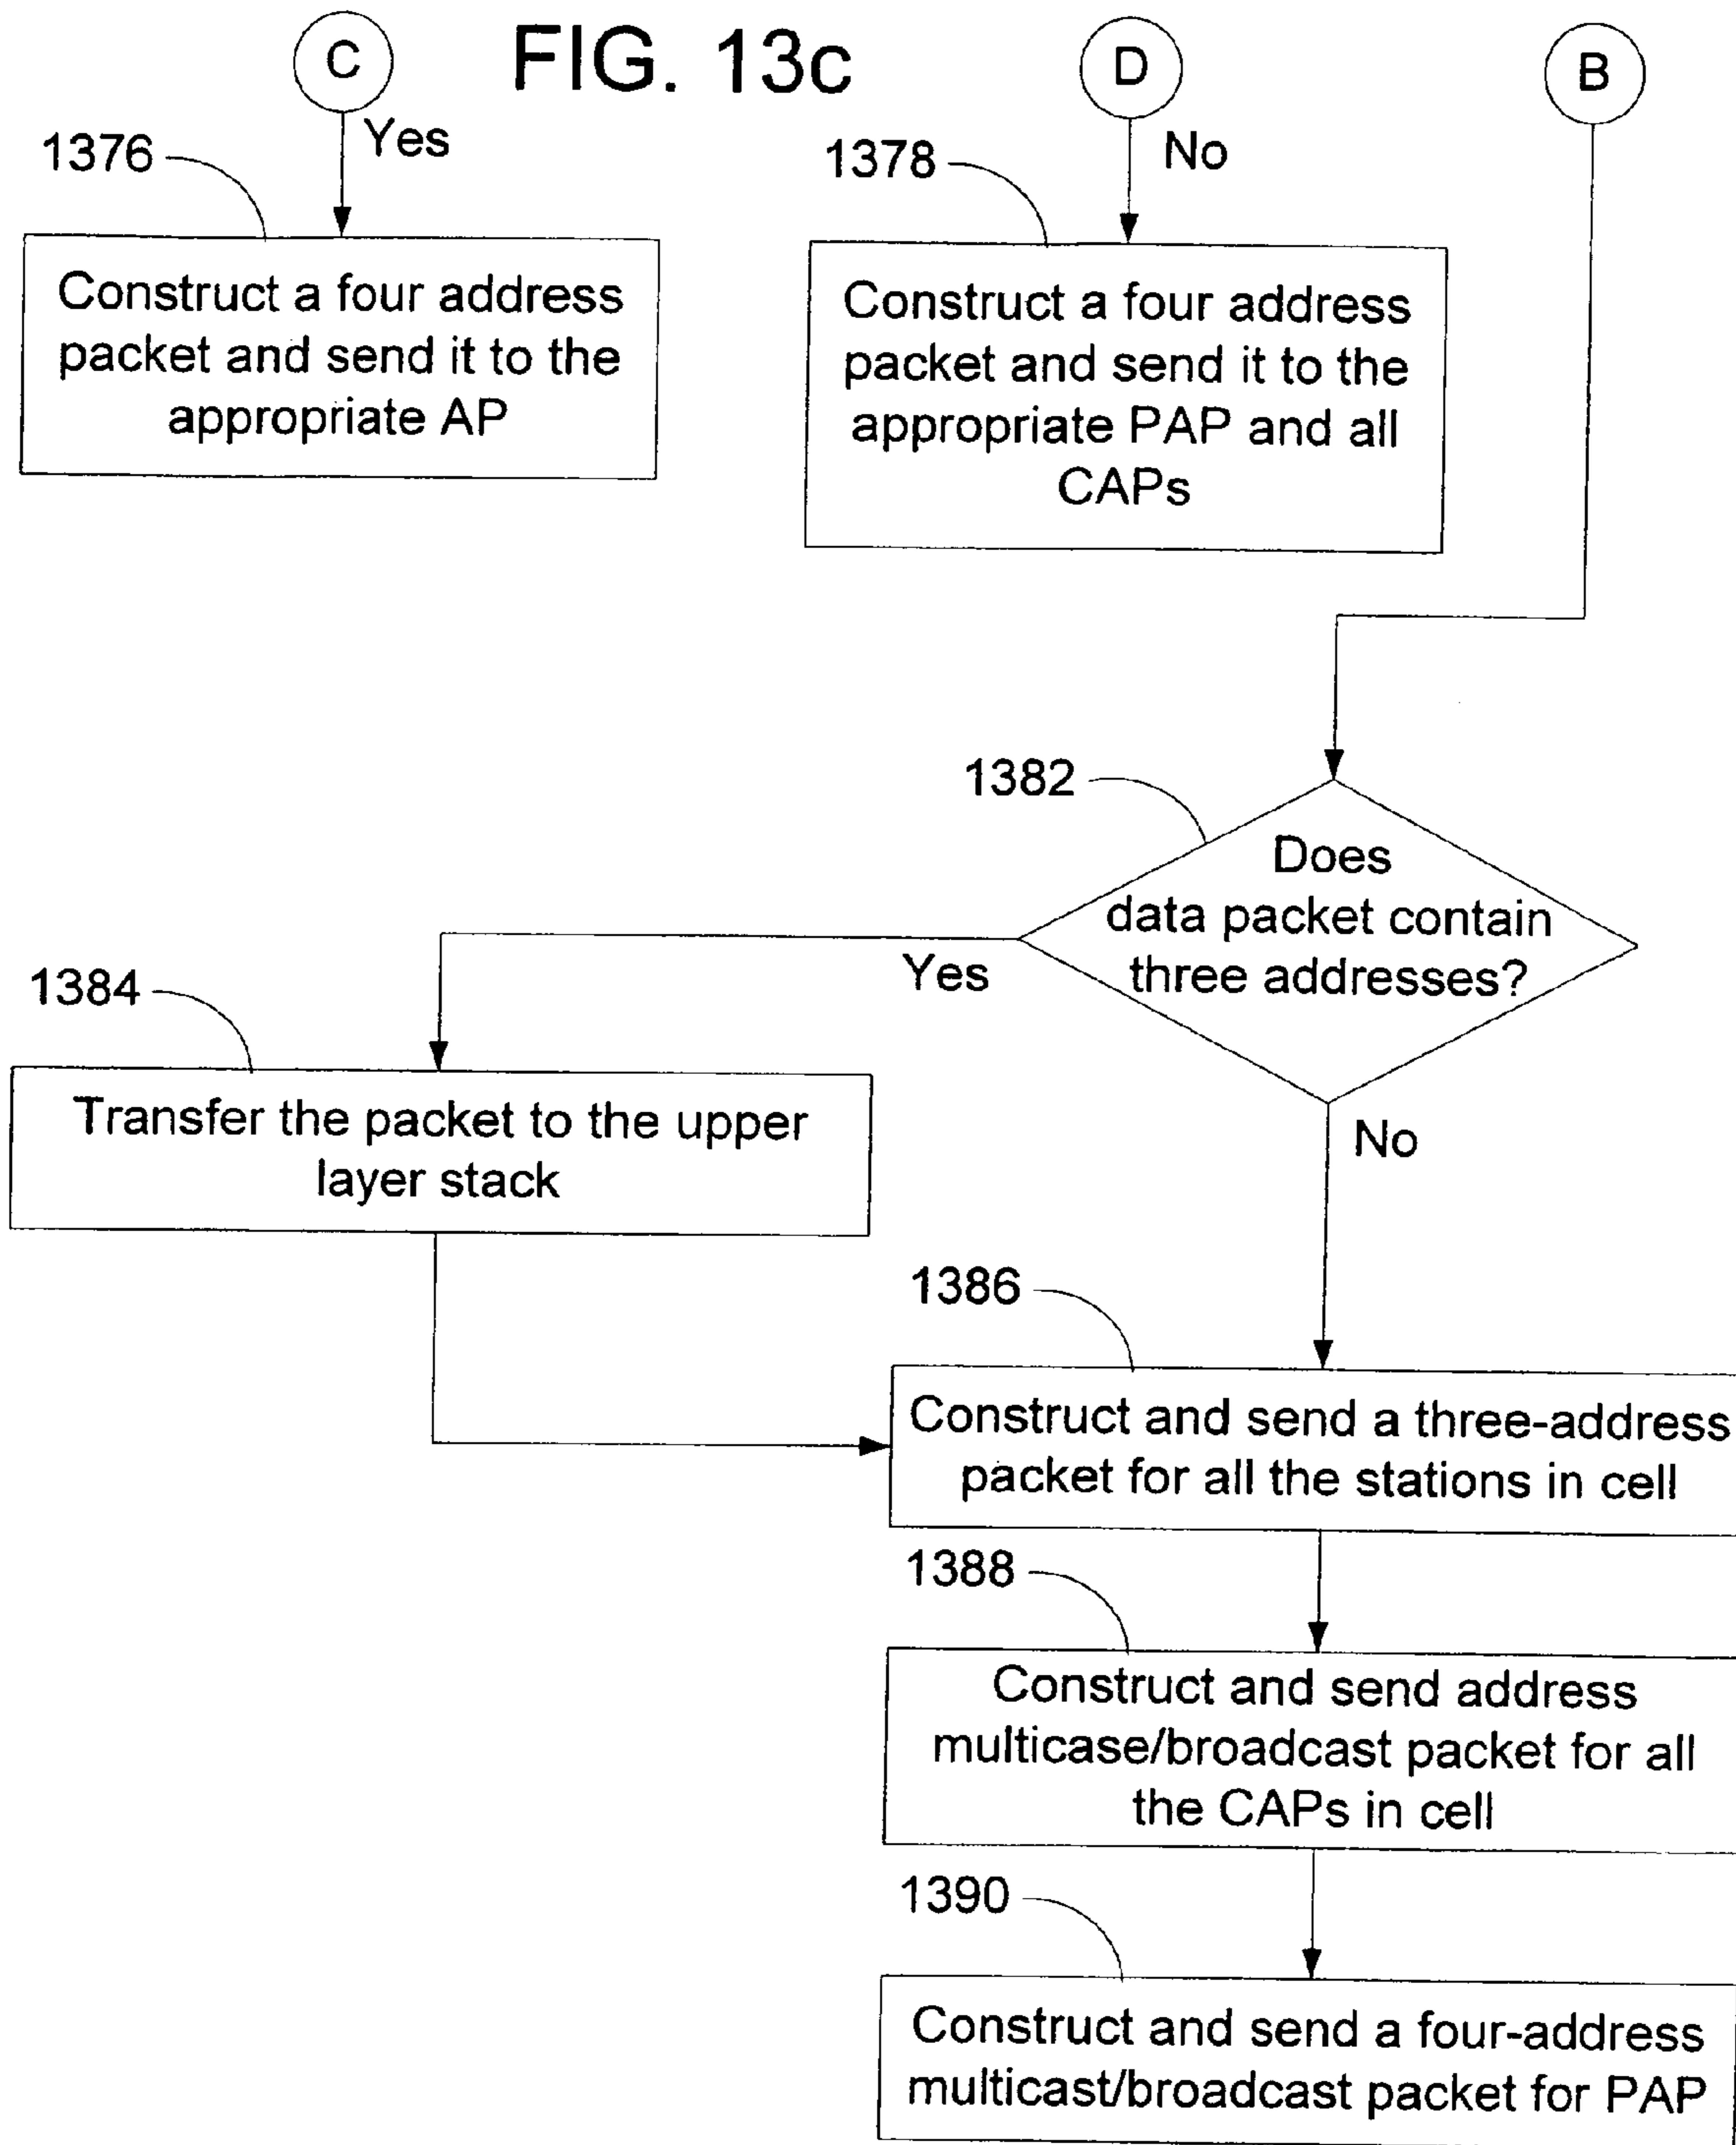 C
FIG. 13c
D
B
Yes
No
1376
1378
Construct a four address
packet and send it to the
appropriate AP
Construct a four address
packet and send it to the
appropriate PAP and all
CAPs
1382
Does
data packet contain
three addresses?
Yes
No
1384
Transfer the packet to the upper
layer stack
1386
Construct and send a three-address
packet for all the stations in cell
1388
Construct and send address
multicase/broadcast packet for all
the CAPs in cell
1390
Construct and send a four-address
multicast/broadcast packet for PAP